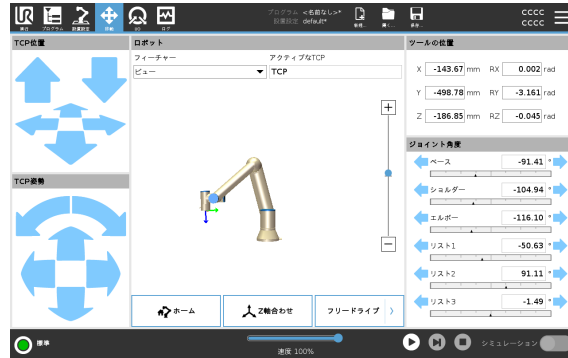 プログラム <名前なし>*
設置設定 default*
実行 プログラム 設置設定 移動 I/O ログ
新規... 開く... 保存...
CCCC
CCCC
TCP位置
ロボット
ツールの位置
フィーチャー
アクティブなTCP
ビュー
TCP
X -143.67 mm RX 0.002 rad
Y -498.78 mm RY -3.161 rad
Z -186.85 mm RZ -0.045 rad
ジョイント角度
ベース -91.41 °
ショルダー -104.94 °
エルボー -116.10 °
リスト1 -50.63 °
リスト2 91.11 °
リスト3 -1.49 °
TCP姿勢
ホーム
Z軸合わせ
フリードライブ
標準
速度 100%
シミュレーション